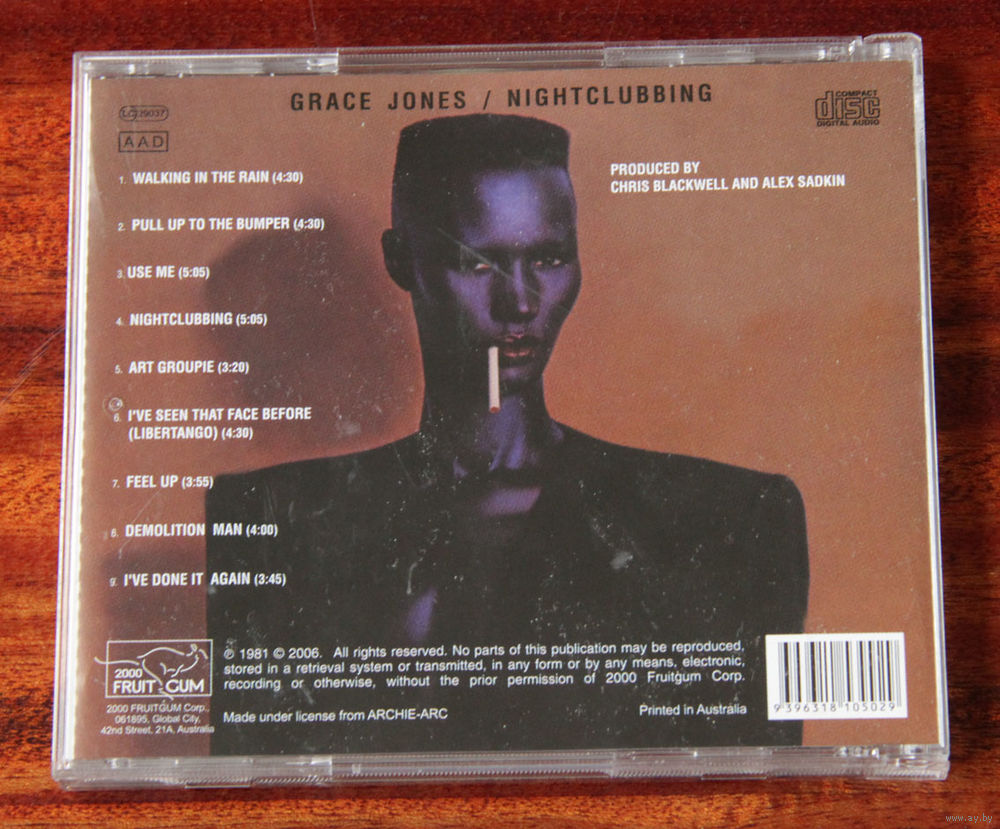 GRACE JONES / NIGHTCLUBBING
COMPACT
disc
DIGITAL AUDIO
LC 29037
AAD
PRODUCED BY
CHRIS BLACKWELL AND ALEX SADKIN
1. WALKING IN THE RAIN (4:30)
2. PULL UP TO THE BUMPER (4:30)
3. USE ME (5:05)
4. NIGHTCLUBBING (5:05)
5. ART GROUPIE (3:20)
6. I'VE SEEN THAT FACE BEFORE
(LIBERTANGO) (4:30)
7. FEEL UP (3:55)
8. DEMOLITION MAN (4:00)
9. I'VE DONE IT AGAIN (3:45)
2000
FRUITGUM
2000 FRUITGUM Corp.,
061895, Global City,
42nd Street, 21A, Australia
℗ 1981 © 2006. All rights reserved. No parts of this publication may be reproduced,
stored in a retrieval system or transmitted, in any form or by any means, electronic,
recording or otherwise, without the prior permission of 2000 Fruitgum Corp.
Made under license from ARCHIE-ARC
Printed in Australia
9 396318 105029
www.ay.by